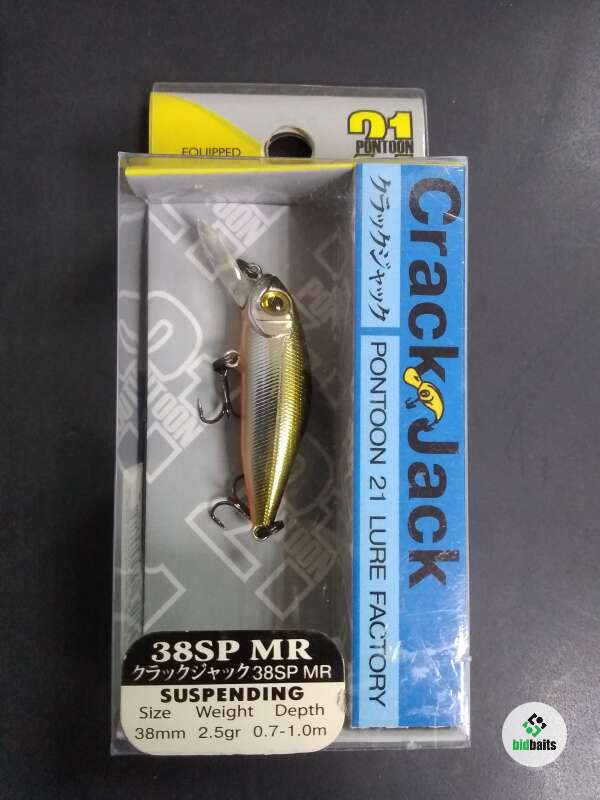 EQUIPPED
21
PONTOON
Crack Jack
クラックジャック
PONTOON 21 LURE FACTORY
38SP MR
クラックジャック38SP MR
SUSPENDING
Size Weight Depth
38mm 2.5gr 0.7-1.0m
bidbaits